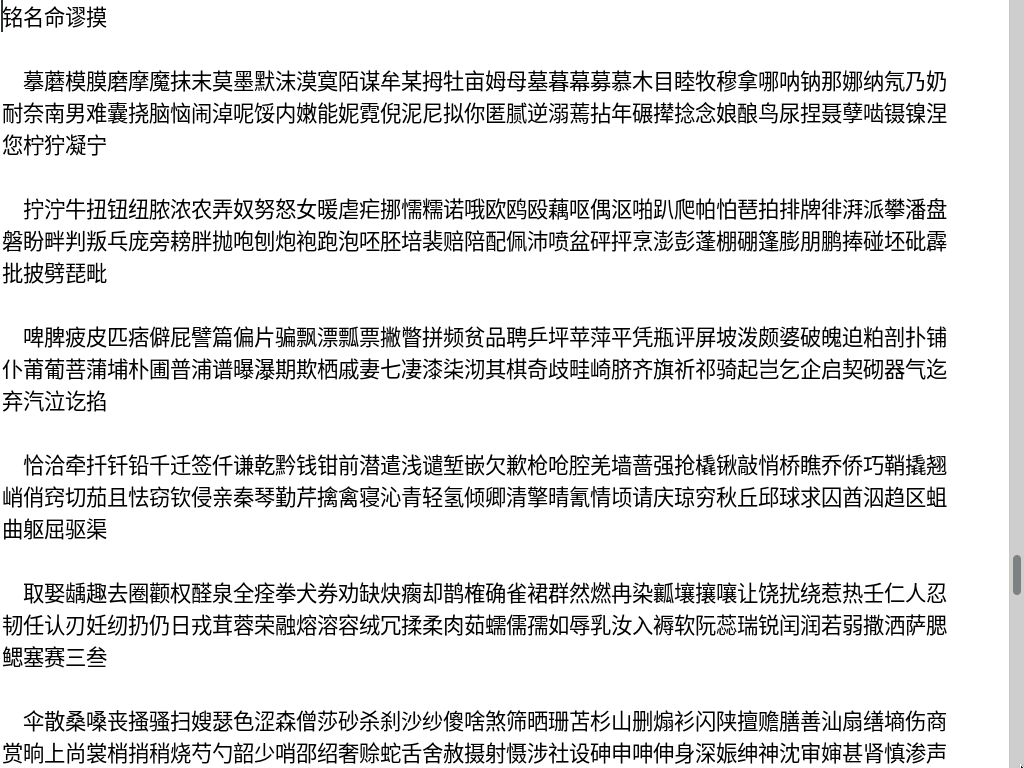 铭名命谬摸
摹蘑模膜磨摩魔抹末莫墨默沫漠寞陌谋牟某拇牡亩姆母墓暮幕募慕木目睦牧穆拿哪呐钠那娜纳氖乃奶
耐奈南男难囊挠脑恼闹淖呢馁内嫩能妮霓倪泥尼拟你匿腻逆溺蔫拈年碾撵捻念娘酿鸟尿捏聂孽啮镊镍涅
您柠狞凝宁
拧泞牛扭钮纽脓浓农弄奴努怒女暖虐疟挪懦糯诺哦欧鸥殴藕呕偶沤啪趴爬帕怕琶拍排牌徘湃派攀潘盘
磐盼畔判叛乓庞旁耪胖抛咆刨炮袍跑泡呸胚培裴赔陪配佩沛喷盆砰抨烹澎彭蓬棚硼篷膨朋鹏捧碰坯砒霹
批披劈琵毗
啤脾疲皮匹痞僻屁譬篇偏片骗飘漂瓢票撇瞥拼频贫品聘乒坪苹萍平凭瓶评屏坡泼颇婆破魄迫粕剖扑铺
仆莆葡菩蒲埔朴圃普浦谱曝瀑期欺栖戚妻七凄漆柒沏其棋奇歧畦崎脐齐旗祈祁骑起岂乞企启契砌器气迄
弃汽泣讫掐
恰洽牵扦钎铅千迁签仟谦乾黔钱钳前潜遣浅谴堑嵌欠歉枪呛腔羌墙蔷强抢橇锹敲悄桥瞧乔侨巧鞘撬翘
峭俏窍切茄且怯窃钦侵亲秦琴勤芹擒禽寝沁青轻氢倾卿清擎晴氰情顷请庆琼穷秋丘邱球求囚酋泅趋区蛆
曲躯屈驱渠
取娶龋趣去圈颧权醛泉全痊拳犬券劝缺炔瘸却鹊榷确雀裙群然燃冉染瓤壤攘嚷让饶扰绕惹热壬仁人忍
韧任认刃妊纫扔仍日戎茸蓉荣融熔溶容绒冗揉柔肉茹蠕儒孺如辱乳汝入褥软阮蕊瑞锐闰润若弱撒洒萨腮
鳃塞赛三叁
伞散桑嗓丧搔骚扫嫂瑟色涩森僧莎砂杀刹沙纱傻啥煞筛晒珊苫杉山删煽衫闪陕擅赡膳善汕扇缮墒伤商
赏晌上尚裳梢捎稍烧芍勺韶少哨邵绍奢赊蛇舌舍赦摄射慑涉社设砷申呻伸身深娠绅神沈审婶甚肾慎渗声